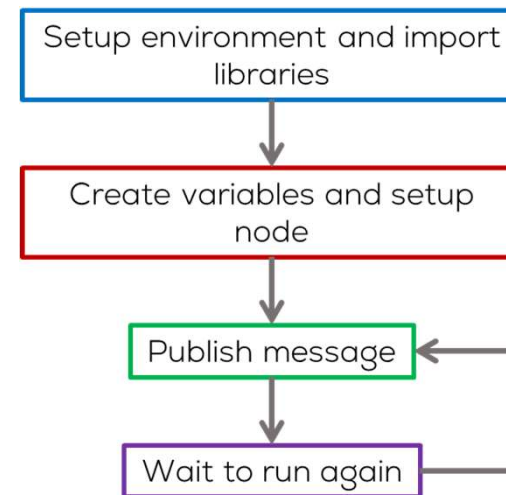 Setup environment and import
libraries
Create variables and setup
node
Publish message
Wait to run again